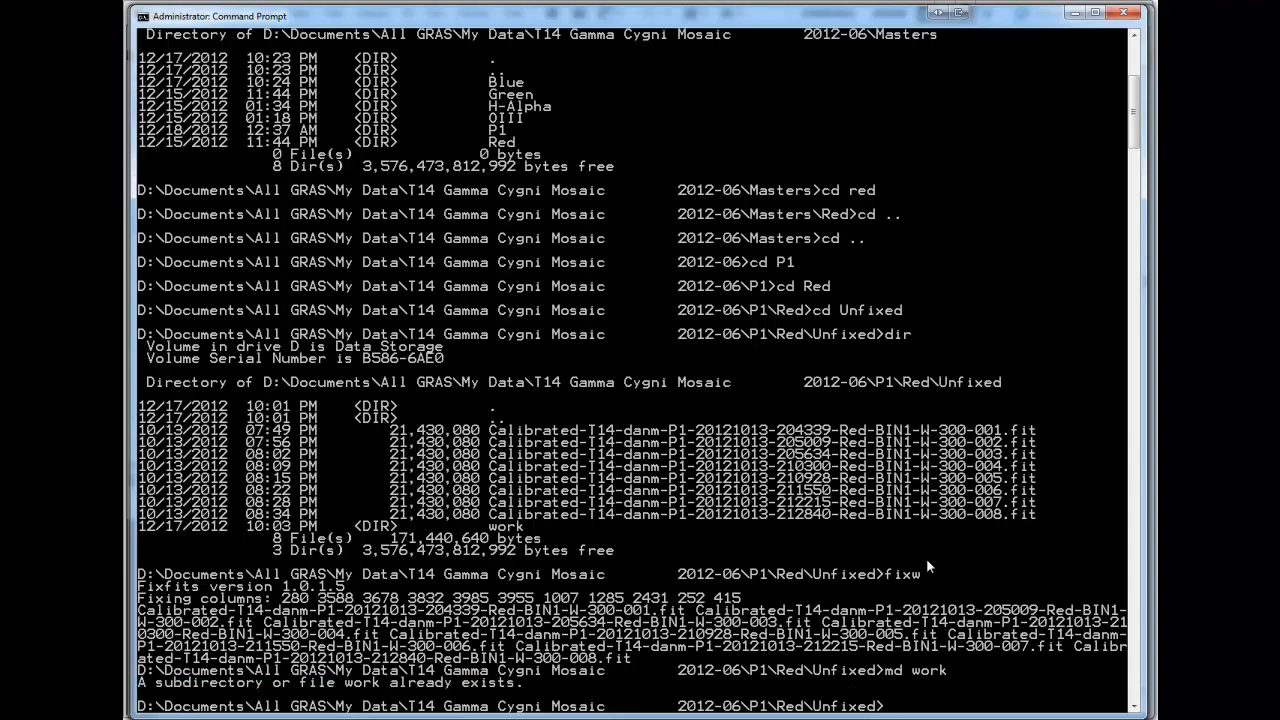 Administrator: Command Prompt
Directory of D:\Documents\All GRAS\My Data\T14 Gamma Cygni Mosaic 2012-06\Masters
12/17/2012 10:23 PM <DIR> .
12/17/2012 10:23 PM <DIR> ..
12/17/2012 10:24 PM <DIR> Blue
12/15/2012 11:44 PM <DIR> Green
12/15/2012 01:34 PM <DIR> H-Alpha
12/15/2012 01:18 PM <DIR> OIII
12/18/2012 12:37 AM <DIR> P1
12/15/2012 11:44 PM <DIR> Red
0 File(s) 0 bytes
8 Dir(s) 3,576,473,812,992 bytes free
D:\Documents\All GRAS\My Data\T14 Gamma Cygni Mosaic 2012-06\Masters>cd red
D:\Documents\All GRAS\My Data\T14 Gamma Cygni Mosaic 2012-06\Masters\Red>cd ..
D:\Documents\All GRAS\My Data\T14 Gamma Cygni Mosaic 2012-06\Masters>cd ..
D:\Documents\All GRAS\My Data\T14 Gamma Cygni Mosaic 2012-06>cd P1
D:\Documents\All GRAS\My Data\T14 Gamma Cygni Mosaic 2012-06\P1>cd Red
D:\Documents\All GRAS\My Data\T14 Gamma Cygni Mosaic 2012-06\P1\Red>cd Unfixed
D:\Documents\All GRAS\My Data\T14 Gamma Cygni Mosaic 2012-06\P1\Red\Unfixed>dir
Volume in drive D is Data Storage
Volume Serial Number is B586-6AE0
Directory of D:\Documents\All GRAS\My Data\T14 Gamma Cygni Mosaic 2012-06\P1\Red\Unfixed
12/17/2012 10:01 PM <DIR> .
12/17/2012 10:01 PM <DIR> ..
10/13/2012 07:49 PM 21,430,080 Calibrated-T14-danm-P1-20121013-204339-Red-BIN1-W-300-001.fit
10/13/2012 07:56 PM 21,430,080 Calibrated-T14-danm-P1-20121013-205009-Red-BIN1-W-300-002.fit
10/13/2012 08:02 PM 21,430,080 Calibrated-T14-danm-P1-20121013-205634-Red-BIN1-W-300-003.fit
10/13/2012 08:09 PM 21,430,080 Calibrated-T14-danm-P1-20121013-210300-Red-BIN1-W-300-004.fit
10/13/2012 08:15 PM 21,430,080 Calibrated-T14-danm-P1-20121013-210928-Red-BIN1-W-300-005.fit
10/13/2012 08:22 PM 21,430,080 Calibrated-T14-danm-P1-20121013-211550-Red-BIN1-W-300-006.fit
10/13/2012 08:28 PM 21,430,080 Calibrated-T14-danm-P1-20121013-212215-Red-BIN1-W-300-007.fit
10/13/2012 08:34 PM 21,430,080 Calibrated-T14-danm-P1-20121013-212840-Red-BIN1-W-300-008.fit
12/17/2012 10:03 PM <DIR> work
8 File(s) 171,440,640 bytes
3 Dir(s) 3,576,473,812,992 bytes free
D:\Documents\All GRAS\My Data\T14 Gamma Cygni Mosaic 2012-06\P1\Red\Unfixed>fixw
Fixfits version 1.0.1.5
Fixing columns: 280 3588 3678 3832 3985 3955 1007 1285 2431 252 415
Calibrated-T14-danm-P1-20121013-204339-Red-BIN1-W-300-001.fit Calibrated-T14-danm-P1-20121013-205009-Red-BIN1-
W-300-002.fit Calibrated-T14-danm-P1-20121013-205634-Red-BIN1-W-300-003.fit Calibrated-T14-danm-P1-20121013-21
0300-Red-BIN1-W-300-004.fit Calibrated-T14-danm-P1-20121013-210928-Red-BIN1-W-300-005.fit Calibrated-T14-danm-
P1-20121013-211550-Red-BIN1-W-300-006.fit Calibrated-T14-danm-P1-20121013-212215-Red-BIN1-W-300-007.fit Calibr
ated-T14-danm-P1-20121013-212840-Red-BIN1-W-300-008.fit
D:\Documents\All GRAS\My Data\T14 Gamma Cygni Mosaic 2012-06\P1\Red\Unfixed>md work
A subdirectory or file work already exists.
D:\Documents\All GRAS\My Data\T14 Gamma Cygni Mosaic 2012-06\P1\Red\Unfixed>